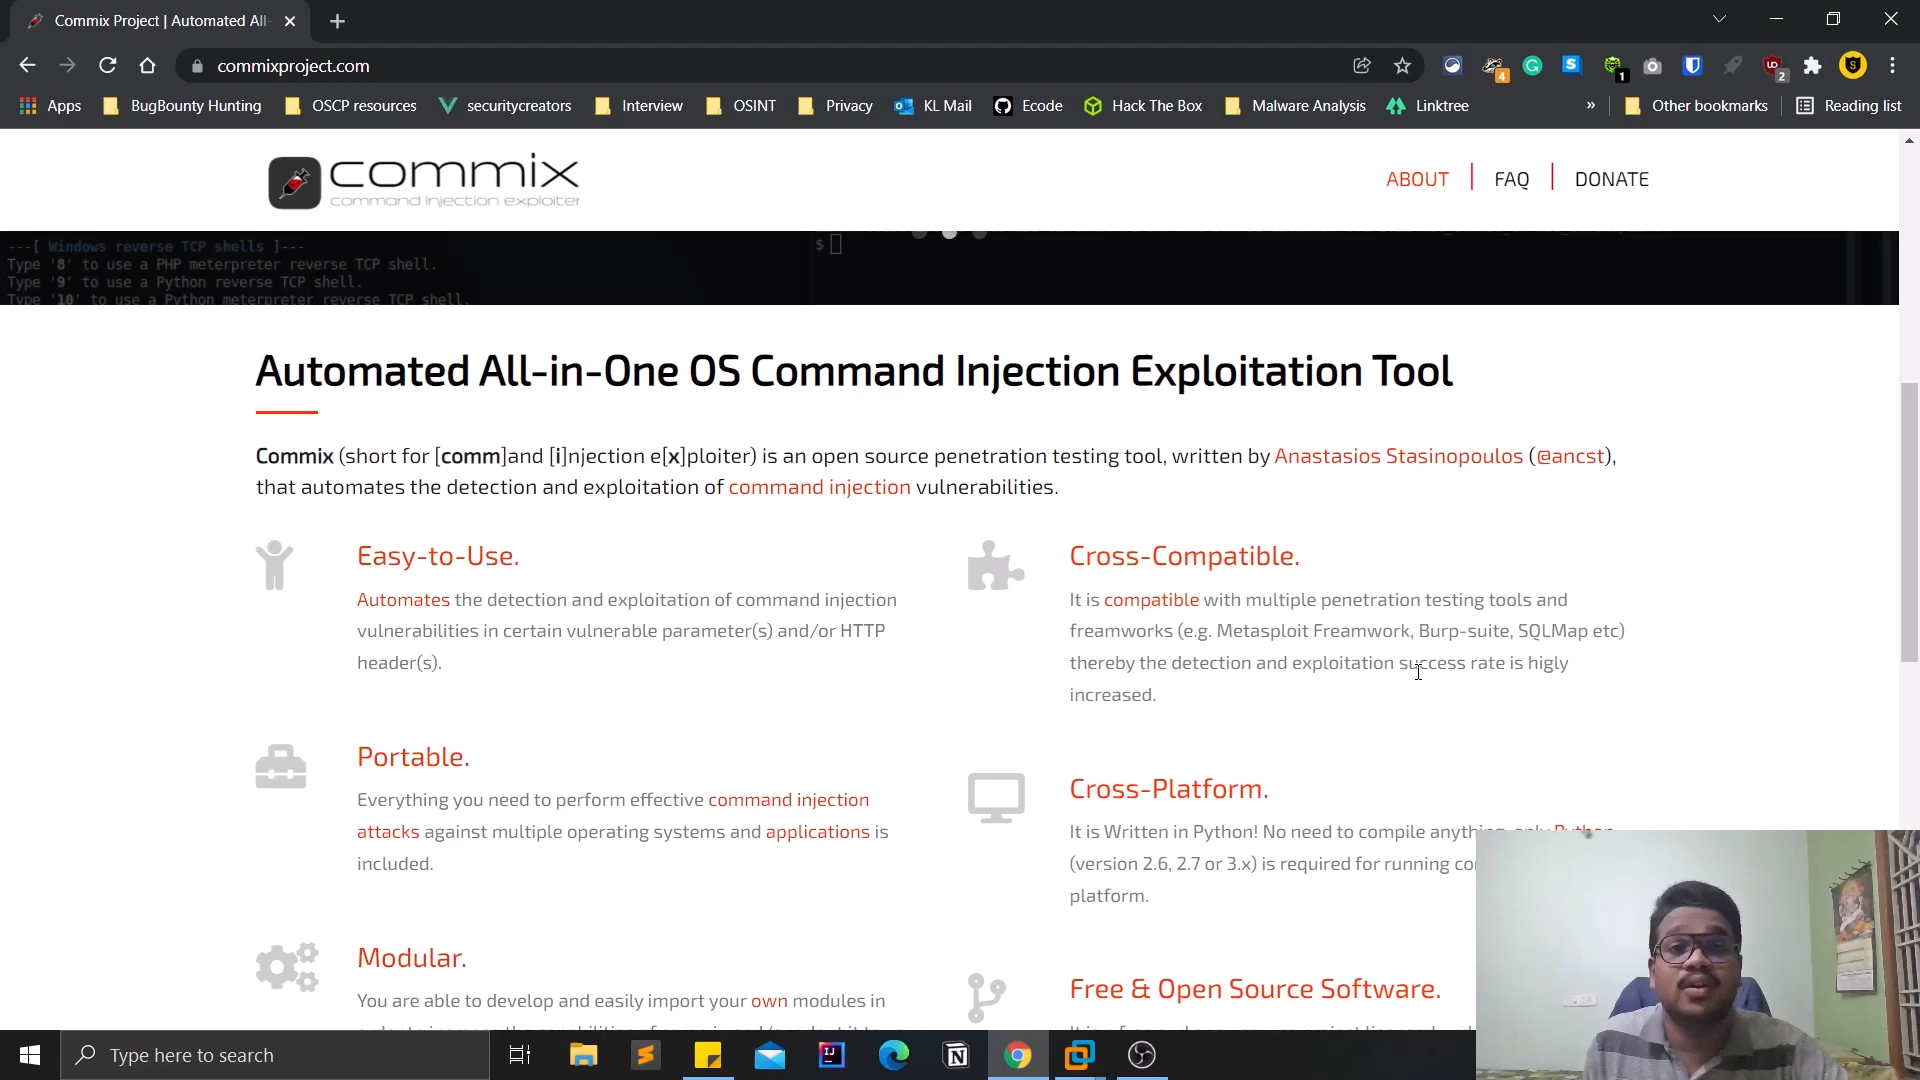 Commix Project | Automated All-
commixproject.com
4
1
2
Apps
BugBounty Hunting
OSCP resources
securitycreators
Interview
OSINT
Privacy
KL Mail
Ecode
Hack The Box
Malware Analysis
Linktree
»
Other bookmarks
Reading list
commix
command injection exploiter
ABOUT
FAQ
DONATE
---[ Windows reverse TCP shells ]---
Type '8' to use a PHP meterpreter reverse TCP shell.
Type '9' to use a Python reverse TCP shell.
Type '10' to use a Python meterpreter reverse TCP shell.
$
Automated All-in-One OS Command Injection Exploitation Tool
Commix (short for [comm]and [i]njection e[x]ploiter) is an open source penetration testing tool, written by Anastasios Stasinopoulos (@ancst),
that automates the detection and exploitation of command injection vulnerabilities.
Easy-to-Use.
Automates the detection and exploitation of command injection
vulnerabilities in certain vulnerable parameter(s) and/or HTTP
header(s).
Cross-Compatible.
It is compatible with multiple penetration testing tools and
freamworks (e.g. Metasploit Freamwork, Burp-suite, SQLMap etc)
thereby the detection and exploitation success rate is higly
increased.
Portable.
Everything you need to perform effective command injection
attacks against multiple operating systems and applications is
included.
Cross-Platform.
It is Written in Python! No need to compile anything, only Python
(version 2.6, 2.7 or 3.x) is required for running
platform.
Modular.
You are able to develop and easily import your own modules in
Free & Open Source Software.
Type here to search